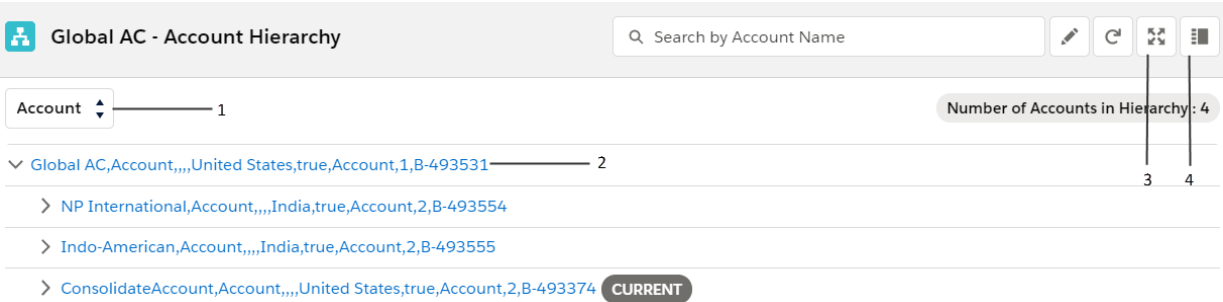 Global AC - Account Hierarchy
Search by Account Name
Account
1
Number of Accounts in Hierarchy : 4
Global AC,Account,,,,United States,true,Account,1,B-493531
2
3
4
NP International,Account,,,,India,true,Account,2,B-493554
Indo-American,Account,,,,India,true,Account,2,B-493555
ConsolidateAccount,Account,,,,United States,true,Account,2,B-493374 CURRENT